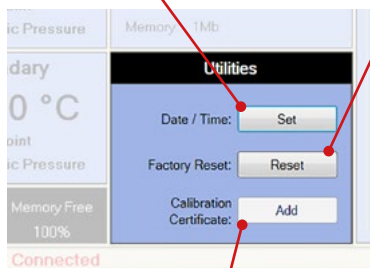 ic Pressure
Memory 1Mb
dary
0 °C
oint
ic Pressure
Memory Free
100%
Connected
Utilities
Date / Time: Set
Factory Reset: Reset
Calibration
Certificate: Add